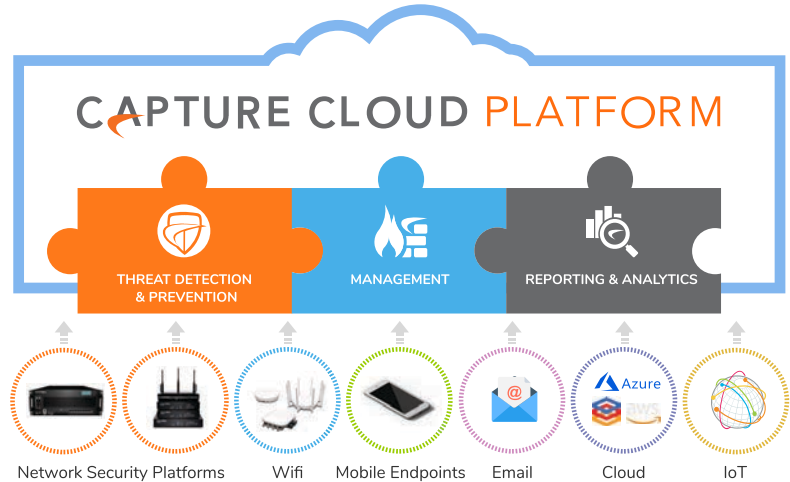 CAPTURE CLOUD PLATFORM
THREAT DETECTION
& PREVENTION
MANAGEMENT
REPORTING & ANALYTICS
@
Azure
aws
Network Security Platforms
Wifi
Mobile Endpoints
Email
Cloud
IoT